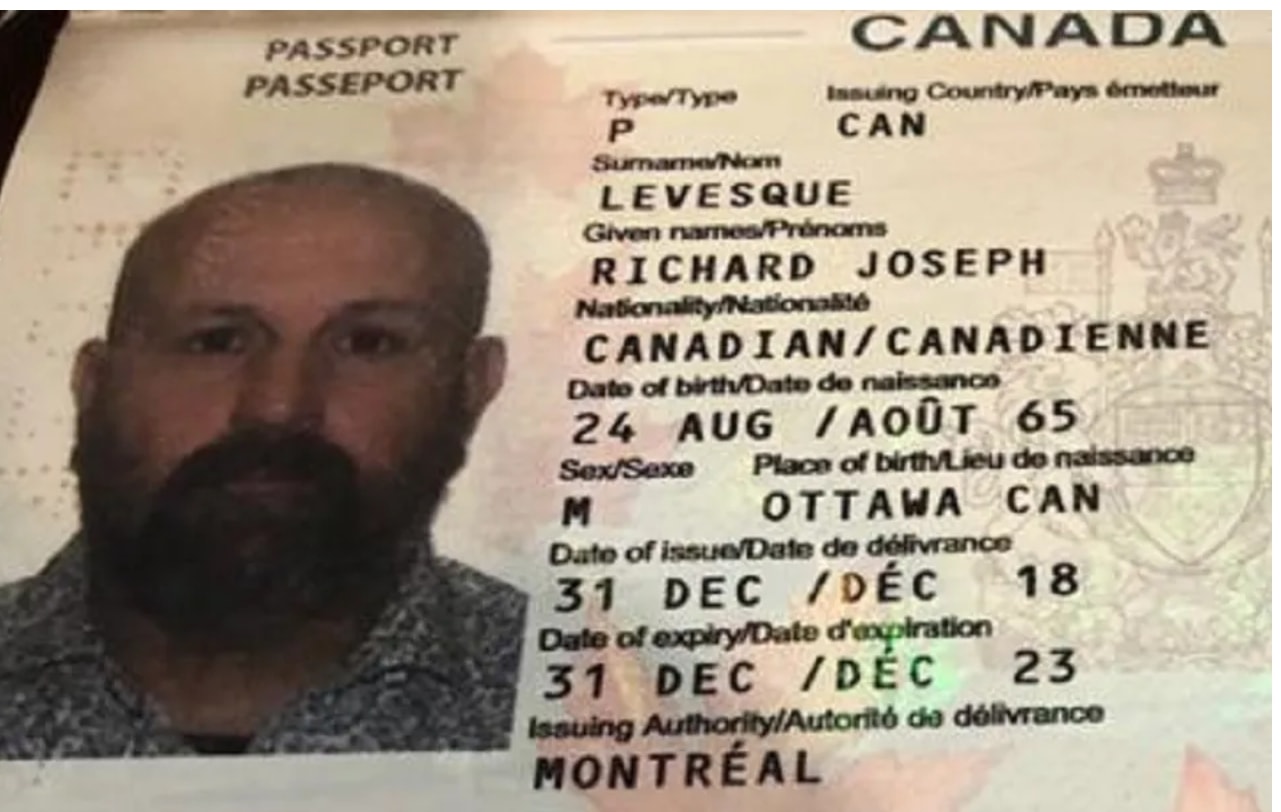 PASSPORT
PASSEPORT
CANADA
Type/Type Issuing Country/Pays émetteur
P CAN
Surname/Nom
LEVESQUE
Given names/Prénoms
RICHARD JOSEPH
Nationality/Nationalité
CANADIAN/CANADIENNE
Date of birth/Date de naissance
24 AUG /AOÛT 65
Sex/Sexe Place of birth/Lieu de naissance
M OTTAWA CAN
Date of issue/Date de délivrance
31 DEC /DÉC 18
Date of expiry/Date d'expiration
31 DEC /DÉC 23
Issuing Authority/Autorité de délivrance
MONTRÉAL